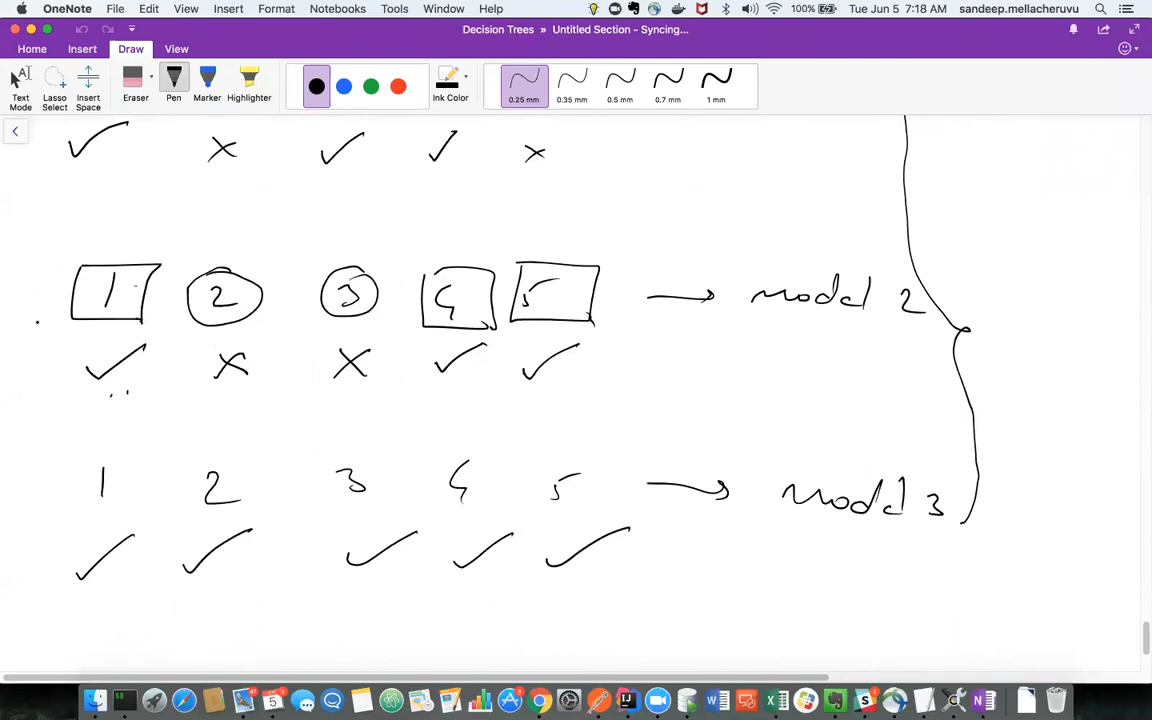 OneNote File Edit View Insert Format Notebooks Tools Window Help 100% Tue Jun 5 7:18 AM sandeep.mellacheruvu
Decision Trees » Untitled Section - Syncing...
Home Insert Draw View
Text Mode Lasso Select Insert Space Eraser Pen Marker Highlighter Ink Color 0.25 mm 0.35 mm 0.5 mm 0.7 mm 1 mm
✓ x ✓ ✓ x
1 2 3 4 5 → model 2
✓ x x ✓ ✓
1 2 3 4 5 → model 3
✓ ✓ ✓ ✓ ✓